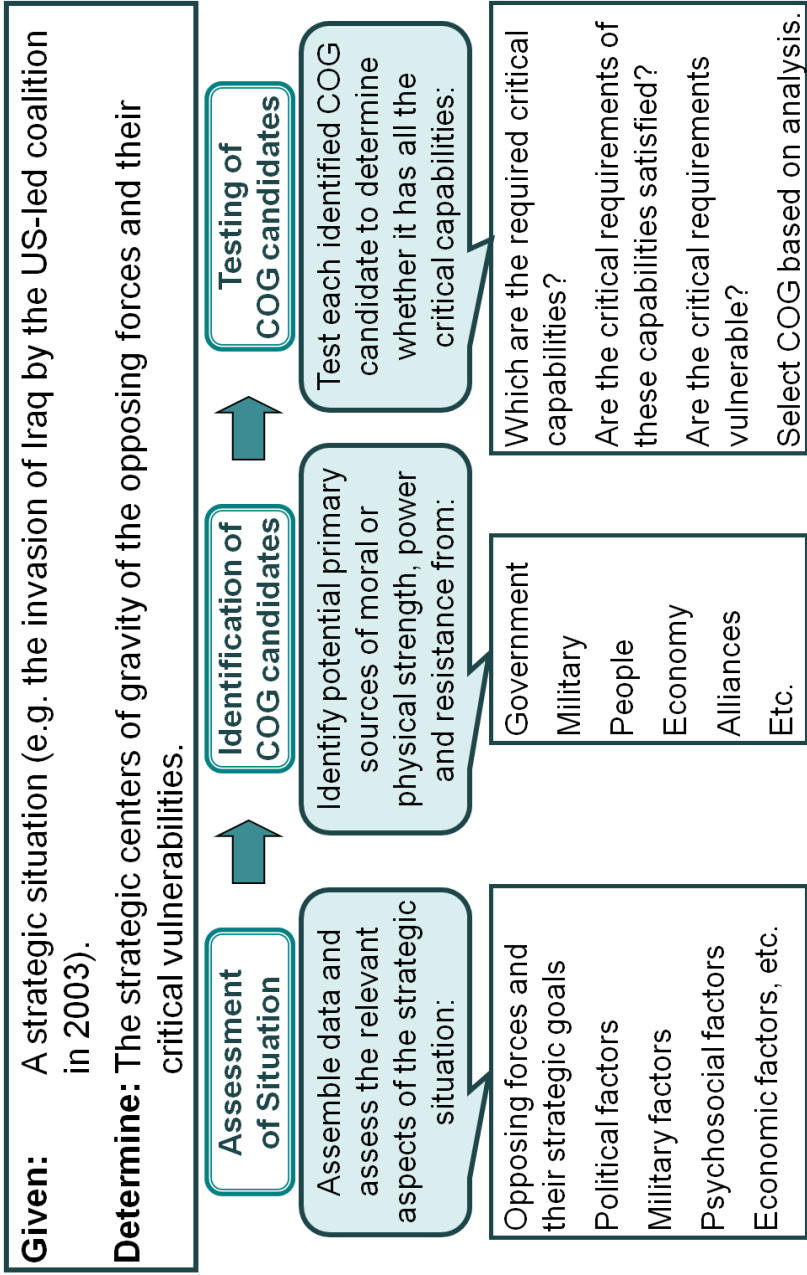 Given: A strategic situation (e.g. the invasion of Iraq by the US-led coalition
in 2003).
Determine: The strategic centers of gravity of the opposing forces and their
critical vulnerabilities.
Assessment
of Situation
Assemble data and
assess the relevant
aspects of the strategic
situation:
Opposing forces and
their strategic goals
Political factors
Military factors
Psychosocial factors
Economic factors, etc.
Identification of
COG candidates
Identify potential primary
sources of moral or
physical strength, power
and resistance from:
Government
Military
People
Economy
Alliances
Etc.
Testing of
COG candidates
Test each identified COG
candidate to determine
whether it has all the
critical capabilities:
Which are the required critical
capabilities?
Are the critical requirements of
these capabilities satisfied?
Are the critical requirements
vulnerable?
Select COG based on analysis.